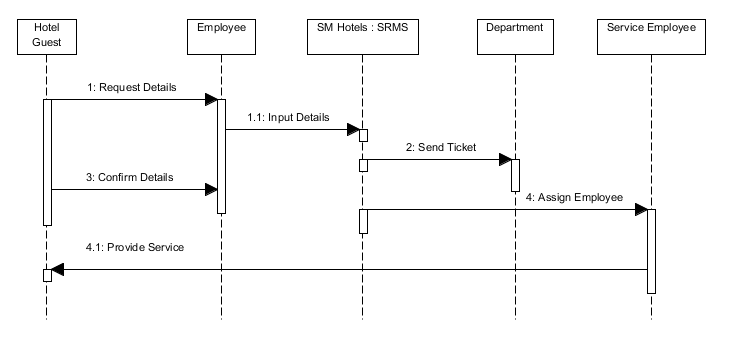 Hotel
Guest
Employee
SM Hotels : SRMS
Department
Service Employee
1: Request Details
1.1: Input Details
2: Send Ticket
3: Confirm Details
4: Assign Employee
4.1: Provide Service